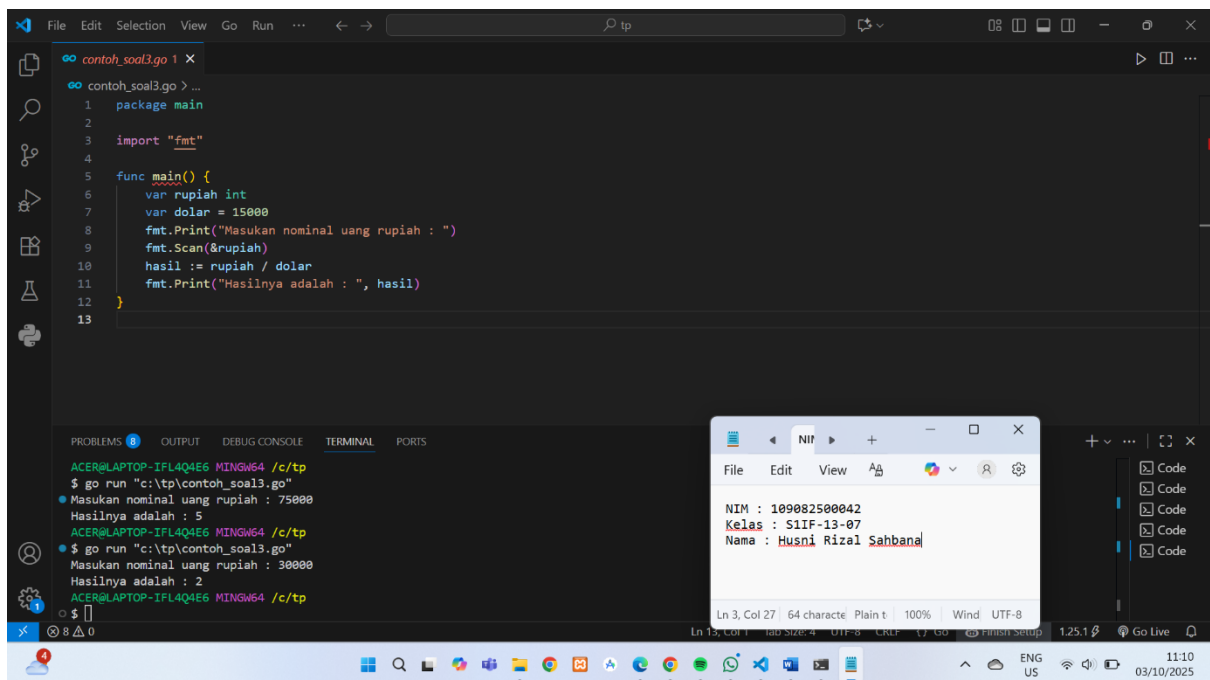 File Edit Selection View Go Run ··· tp
contoh_soal3.go 1
contoh_soal3.go > ...
1 package main
2
3 import "fmt"
4
5 func main() {
6 var rupiah int
7 var dolar = 15000
8 fmt.Print("Masukan nominal uang rupiah : ")
9 fmt.Scan(&rupiah)
10 hasil := rupiah / dolar
11 fmt.Print("Hasilnya adalah : ", hasil)
12 }
13
PROBLEMS 8 OUTPUT DEBUG CONSOLE TERMINAL PORTS
ACER@LAPTOP-IFL4Q4E6 MINGW64 /c/tp
$ go run "c:\tp\contoh_soal3.go"
Masukan nominal uang rupiah : 75000
Hasilnya adalah : 5
ACER@LAPTOP-IFL4Q4E6 MINGW64 /c/tp
$ go run "c:\tp\contoh_soal3.go"
Masukan nominal uang rupiah : 30000
Hasilnya adalah : 2
ACER@LAPTOP-IFL4Q4E6 MINGW64 /c/tp
$
Code
Code
Code
Code
Code
NIM
File Edit View
NIM : 109082500042
Kelas : S1IF-13-07
Nama : Husni Rizal Sahbana
Ln 3, Col 27 64 characte Plain t 100% Wind UTF-8
8 0 Ln 13, Col 1 Tab Size: 4 UTF-8 CRLF {} Go Finish Setup 1.25.1 Go Live
4
1
ENG
US
11:10
03/10/2025